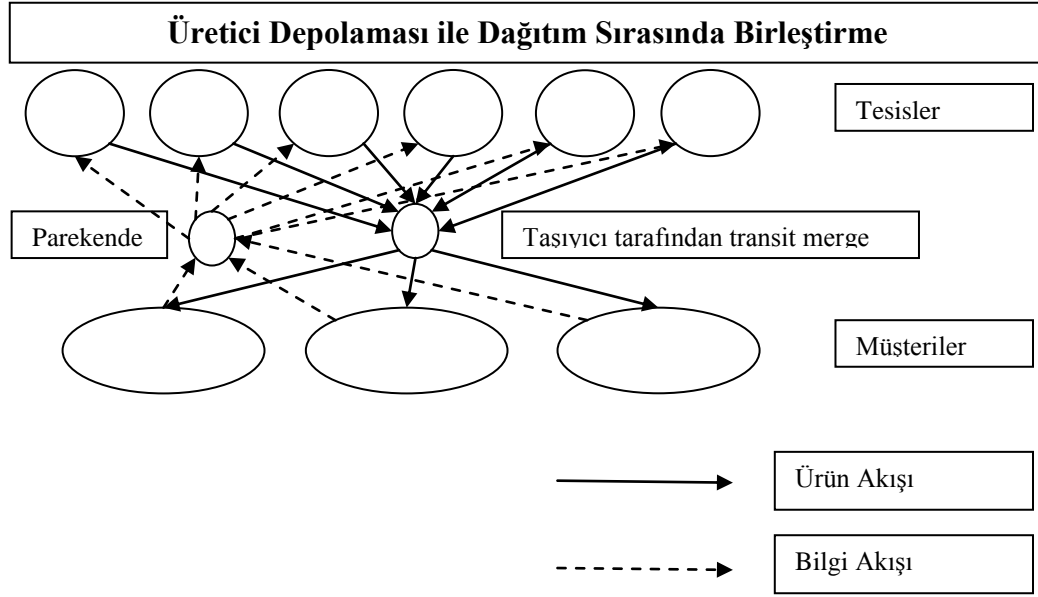 Üretici Depolaması ile Dağıtım Sırasında Birleştirme
Tesisler
Parekende
Taşıyıcı tarafından transit merge
Müşteriler
Ürün Akışı
Bilgi Akışı